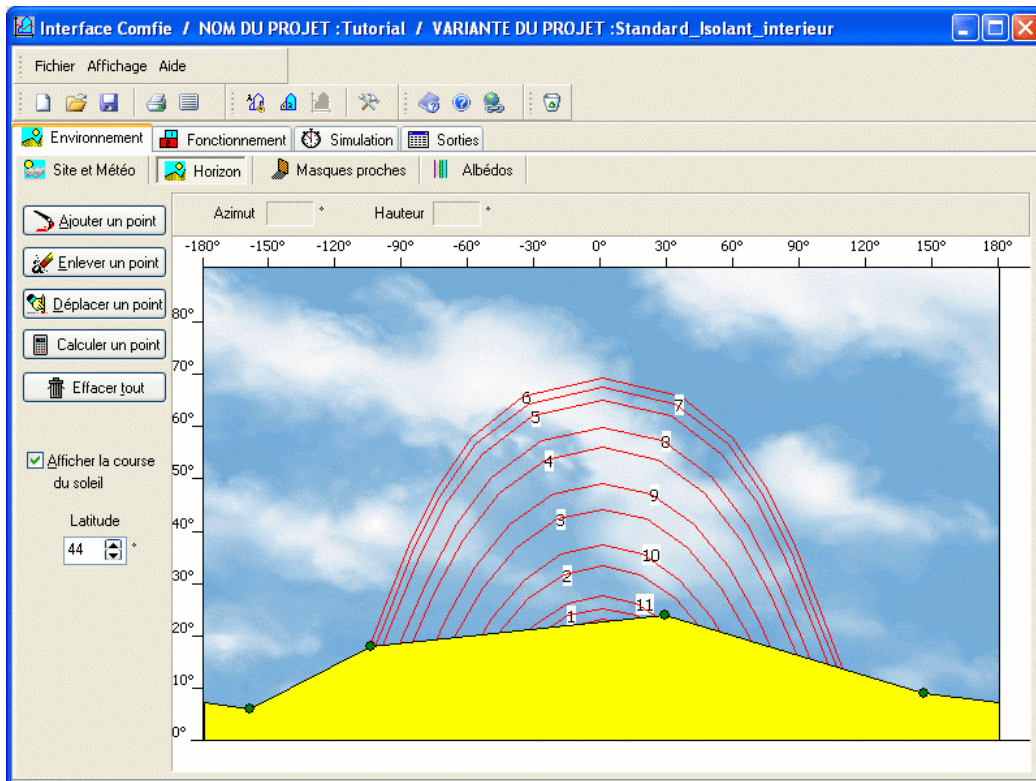 Interface Comfie / NOM DU PROJET :Tutorial / VARIANTE DU PROJET :Standard_Isolant_interieur
Fichier Affichage Aide
Environnement Fonctionnement Simulation Sorties
Site et Météo Horizon Masques proches Albédos
Azimut ° Hauteur °
Ajouter un point
Enlever un point
Déplacer un point
Calculer un point
Effacer tout
Afficher la course
du soleil
Latitude
44 °
-180° -150° -120° -90° -60° -30° 0° 30° 60° 90° 120° 150° 180°
80°
70°
60°
50°
40°
30°
20°
10°
0°
6 7
5
8
4
9
3
10
2
11
1